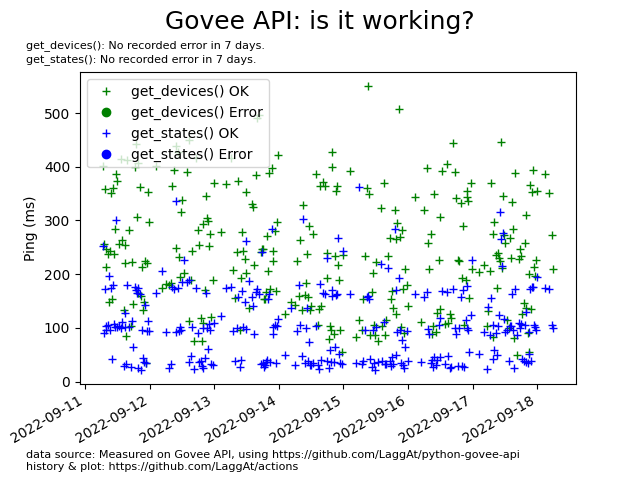 Govee API: is it working?
get_devices(): No recorded error in 7 days.
get_states(): No recorded error in 7 days.
get_devices() OK
get_devices() Error
get_states() OK
get_states() Error
Ping (ms)
500
400
300
200
100
0
2022-09-11
2022-09-12
2022-09-13
2022-09-14
2022-09-15
2022-09-16
2022-09-17
2022-09-18
data source: Measured on Govee API, using https://github.com/LaggAt/python-govee-api
history & plot: https://github.com/LaggAt/actions